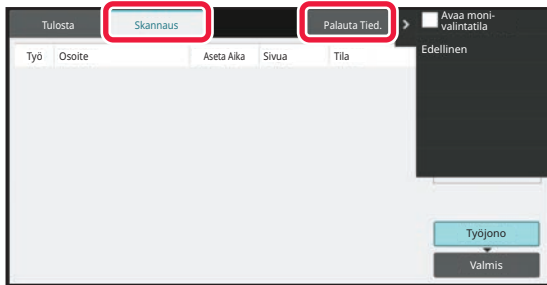 Tulosta
Skannaus
Palauta Tied.
Avaa moni-
valintatila
Edellinen
Työ Osoite Aseta Aika Sivua Tila
Työjono
Valmis